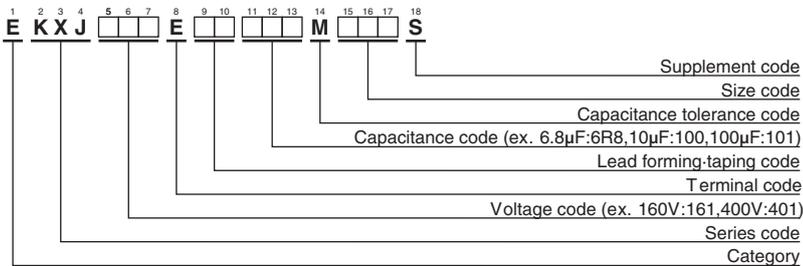 1 2 3 4 5 6 7 8 9 10 11 12 13 14 15 16 17 18
E KXJ □□□ E □□ □□□ M □□□ S
Supplement code
Size code
Capacitance tolerance code
Capacitance code (ex. 6.8μF:6R8,10μF:100,100μF:101)
Lead forming·taping code
Terminal code
Voltage code (ex. 160V:161,400V:401)
Series code
Category